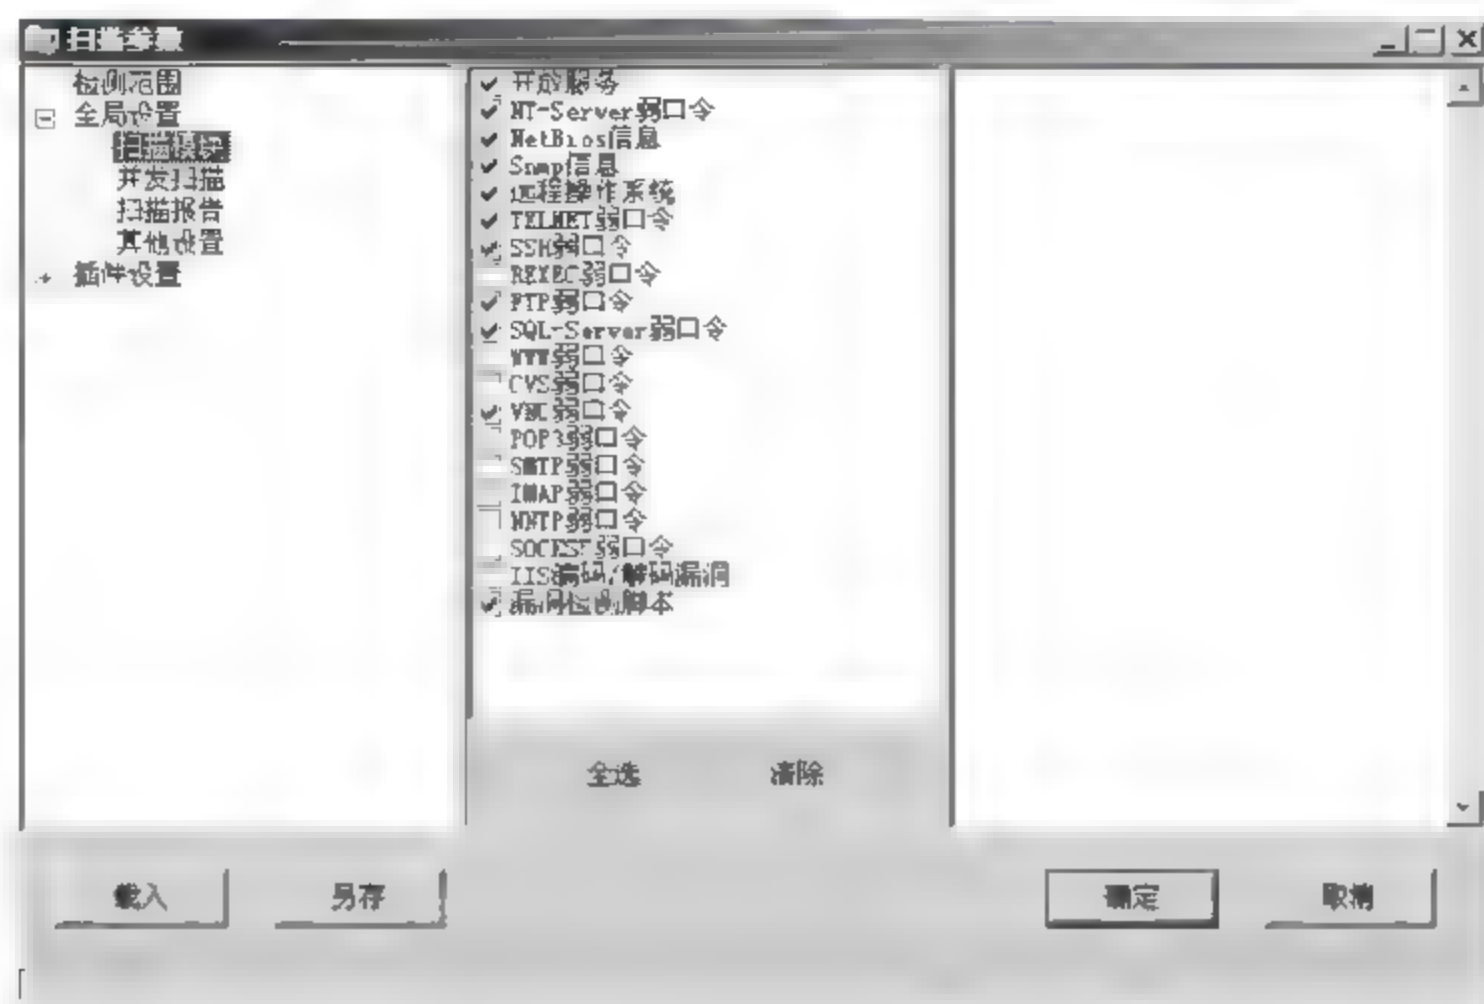 扫描参数
检测范围
全局设置
扫描模块
并发扫描
扫描报告
其他设置
插件设置
开放服务
NT-Server弱口令
NetBios信息
Snmp信息
远程操作系统
TELNET弱口令
SSH弱口令
REXEC弱口令
FTP弱口令
SQL-Server弱口令
WWW弱口令
CVS弱口令
VNC弱口令
POP3弱口令
SMTP弱口令
IMAP弱口令
NNTP弱口令
SOCKS5弱口令
IIS编码/解码漏洞
漏洞检测脚本
全选 清除
载入 另存 确定 取消